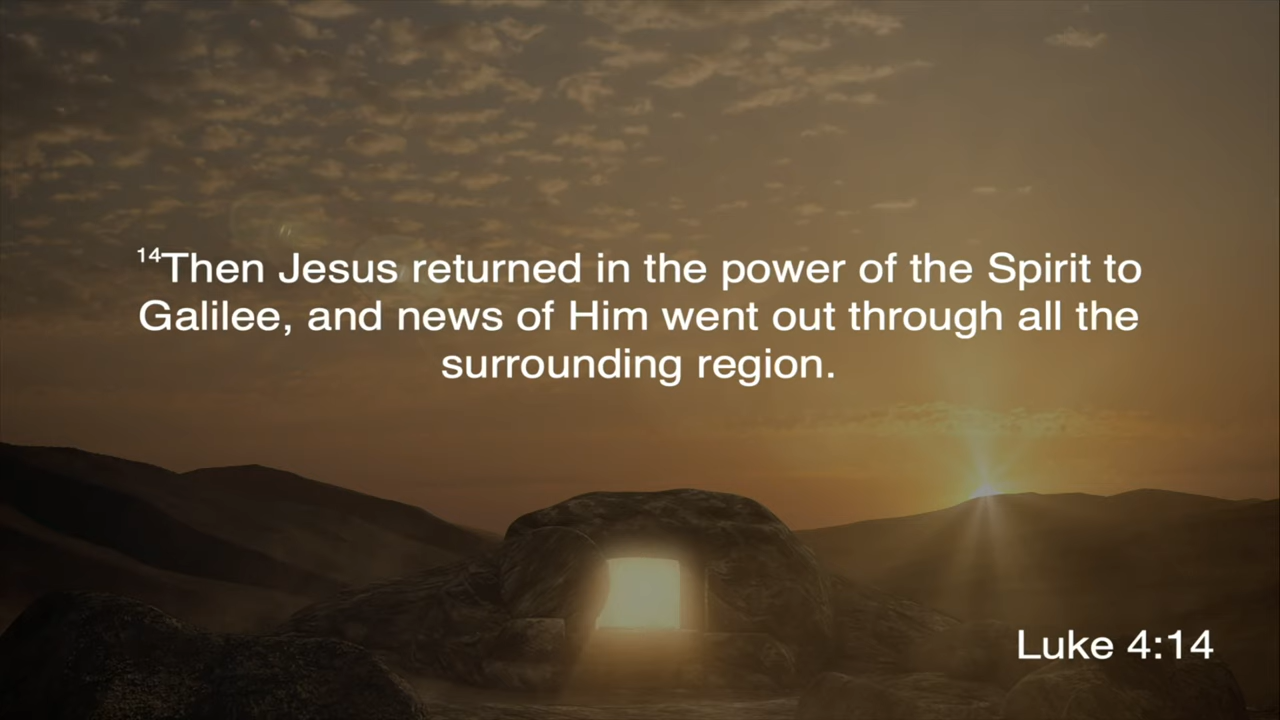 ¹⁴Then Jesus returned in the power of the Spirit to
Galilee, and news of Him went out through all the
surrounding region.
Luke 4:14